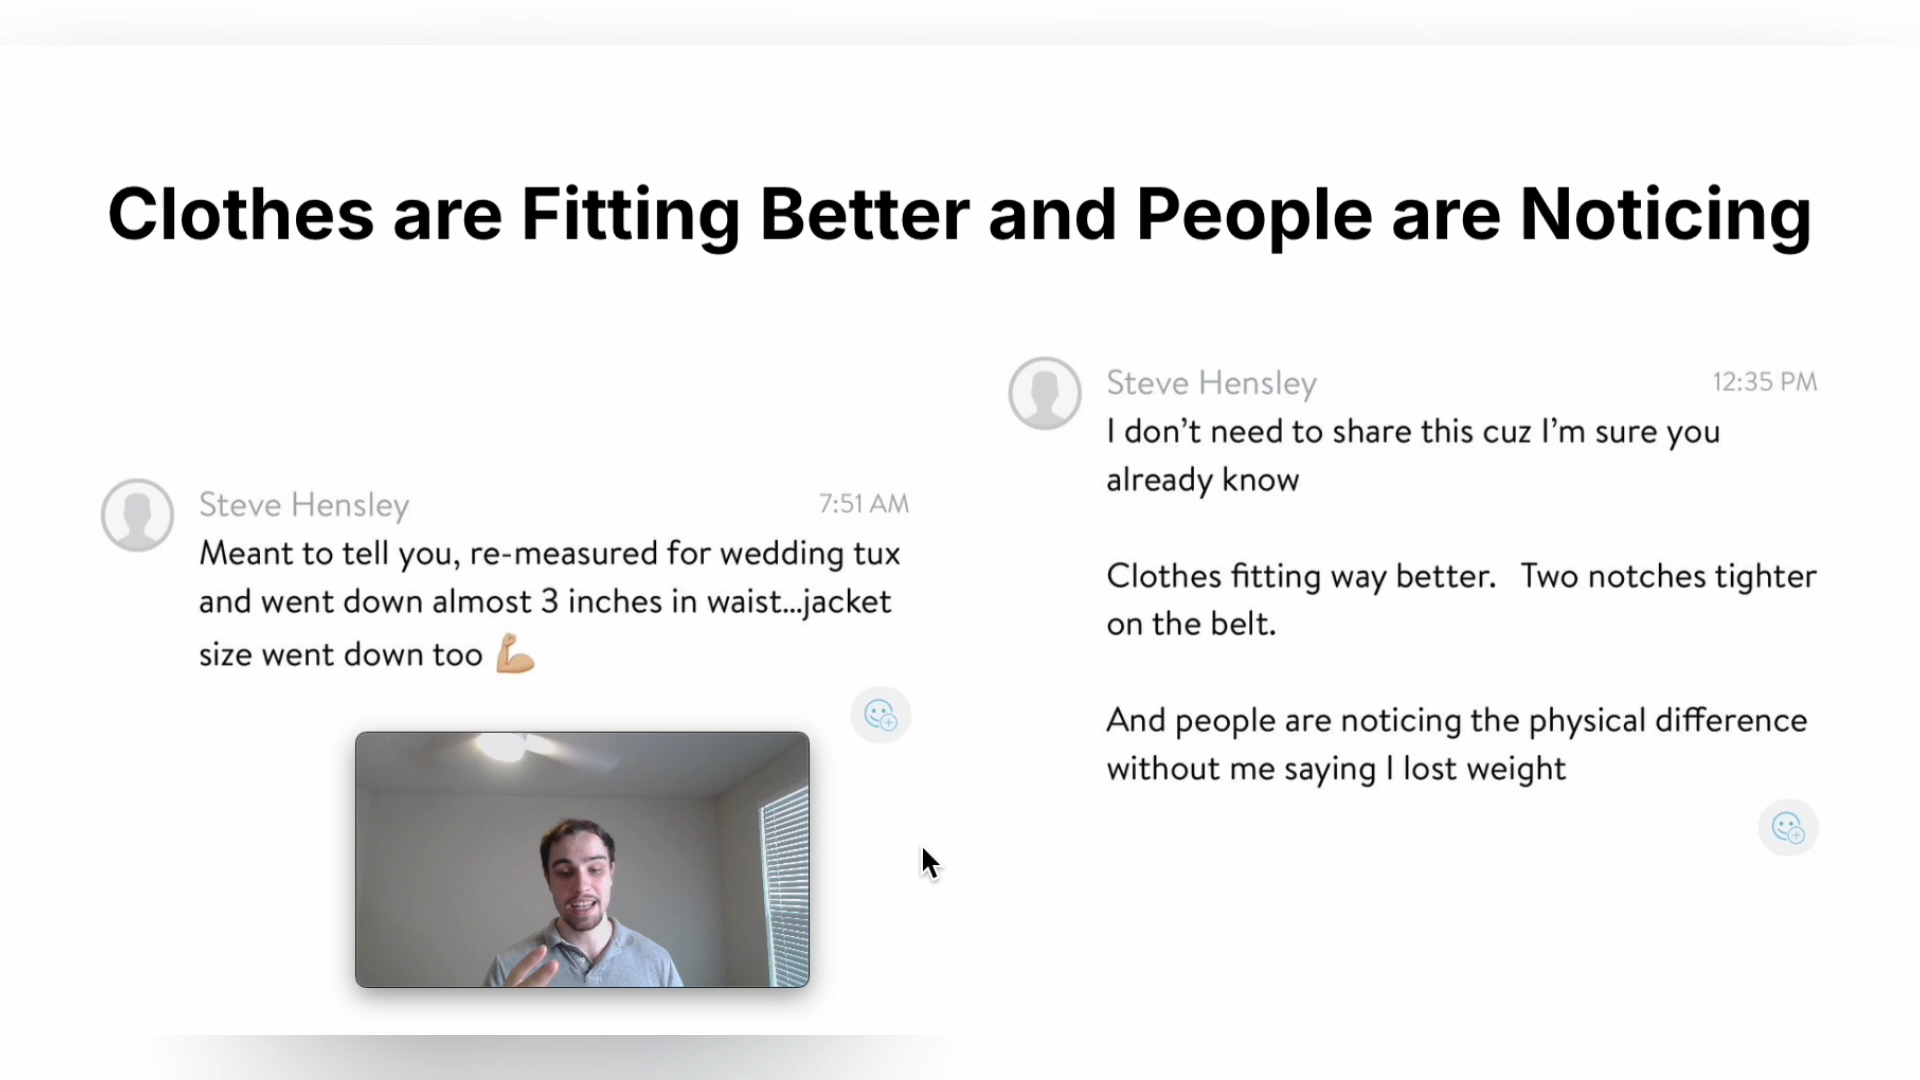 Clothes are Fitting Better and People are Noticing
Steve Hensley 7:51 AM
Meant to tell you, re-measured for wedding tux
and went down almost 3 inches in waist...jacket
size went down too 💪🏼
Steve Hensley 12:35 PM
I don’t need to share this cuz I’m sure you
already know
Clothes fitting way better.   Two notches tighter
on the belt.
And people are noticing the physical difference
without me saying I lost weight